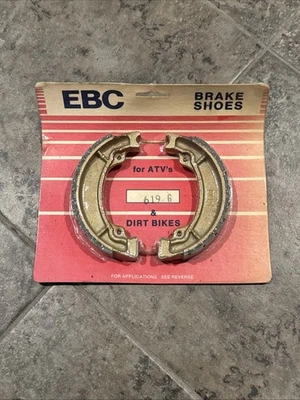 EBC
BRAKE
SHOES
for ATV's
619 G
&
DIRT BIKES
FOR APPLICATIONS SEE REVERSE